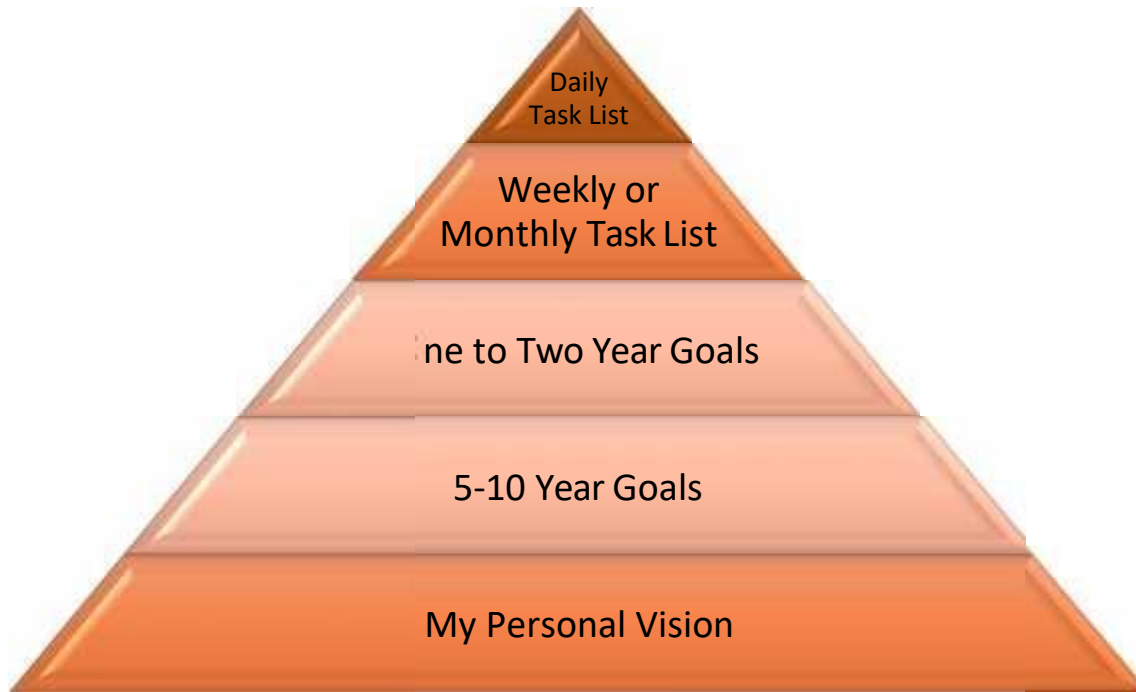 Daily
Task List
Weekly or
Monthly Task List
ne to Two Year Goals
5-10 Year Goals
My Personal Vision